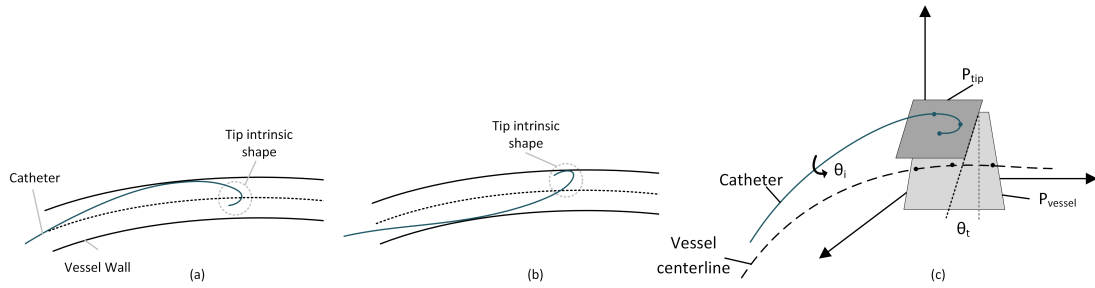 Catheter
Tip intrinsic
shape
Vessel Wall
(a)
Tip intrinsic
shape
(b)
P_tip
Catheter
θ_i
P_vessel
Vessel
centerline
θ_t
(c)